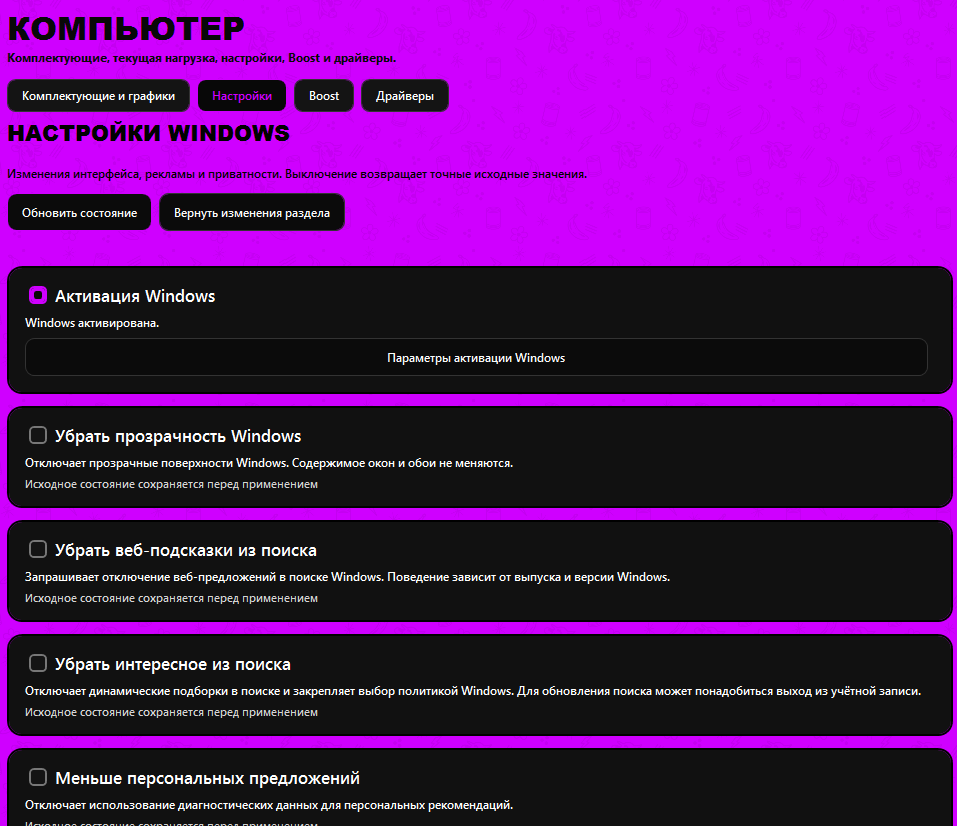 КОМПЬЮТЕР
Комплектующие, текущая нагрузка, настройки, Boost и драйверы.
Комплектующие и графики
Настройки
Boost
Драйверы
НАСТРОЙКИ WINDOWS
Изменения интерфейса, рекламы и приватности. Выключение возвращает точные исходные значения.
Обновить состояние
Вернуть изменения раздела
Активация Windows
Windows активирована.
Параметры активации Windows
Убрать прозрачность Windows
Отключает прозрачные поверхности Windows. Содержимое окон и обои не меняются.
Исходное состояние сохраняется перед применением
Убрать веб-подсказки из поиска
Запрашивает отключение веб-предложений в поиске Windows. Поведение зависит от выпуска и версии Windows.
Исходное состояние сохраняется перед применением
Убрать интересное из поиска
Отключает динамические подборки в поиске и закрепляет выбор политикой Windows. Для обновления поиска может понадобиться выход из учётной записи.
Исходное состояние сохраняется перед применением
Меньше персональных предложений
Отключает использование диагностических данных для персональных рекомендаций.
Исходное состояние сохраняется перед применением